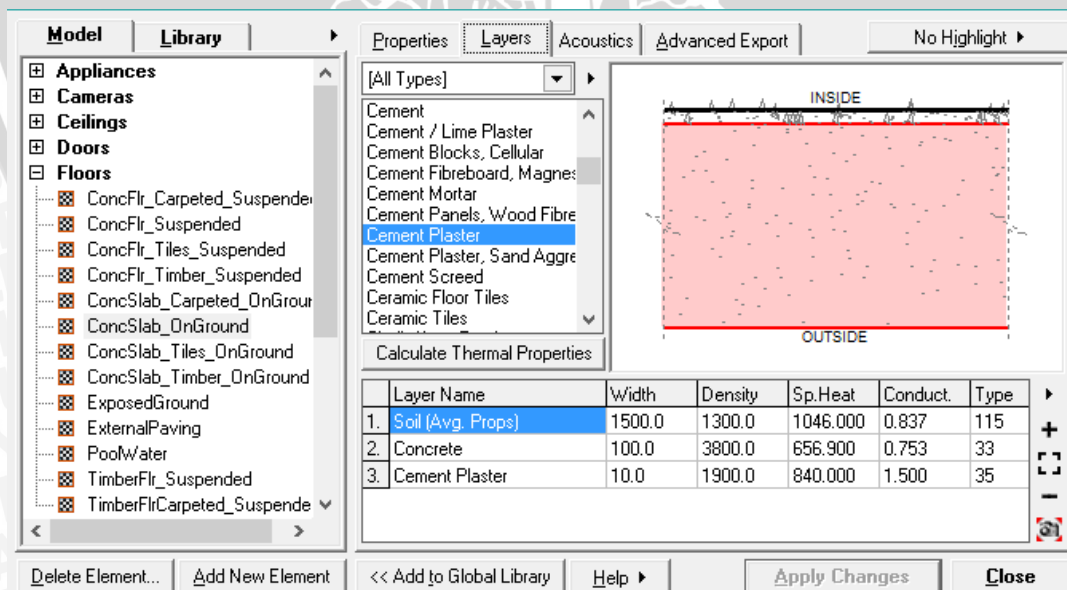 Model Library
Appliances
Cameras
Ceilings
Doors
Floors
ConcFlr_Carpeted_Suspende
ConcFlr_Suspended
ConcFlr_Tiles_Suspended
ConcFlr_Timber_Suspended
ConcSlab_Carpeted_OnGroun
ConcSlab_OnGround
ConcSlab_Tiles_OnGround
ConcSlab_Timber_OnGround
ExposedGround
ExternalPaving
PoolWater
TimberFlr_Suspended
TimberFlrCarpeted_Suspende
Delete Element... Add New Element
Properties Layers Acoustics Advanced Export No Highlight
[All Types]
Cement
Cement / Lime Plaster
Cement Blocks, Cellular
Cement Fibreboard, Magnes
Cement Mortar
Cement Panels, Wood Fibre
Cement Plaster
Cement Plaster, Sand Aggre
Cement Screed
Ceramic Floor Tiles
Ceramic Tiles
Calculate Thermal Properties
INSIDE
OUTSIDE
Layer Name Width Density Sp.Heat Conduct. Type
1. Soil (Avg. Props) 1500.0 1300.0 1046.000 0.837 115
2. Concrete 100.0 3800.0 656.900 0.753 33
3. Cement Plaster 10.0 1900.0 840.000 1.500 35
<< Add to Global Library Help Apply Changes Close